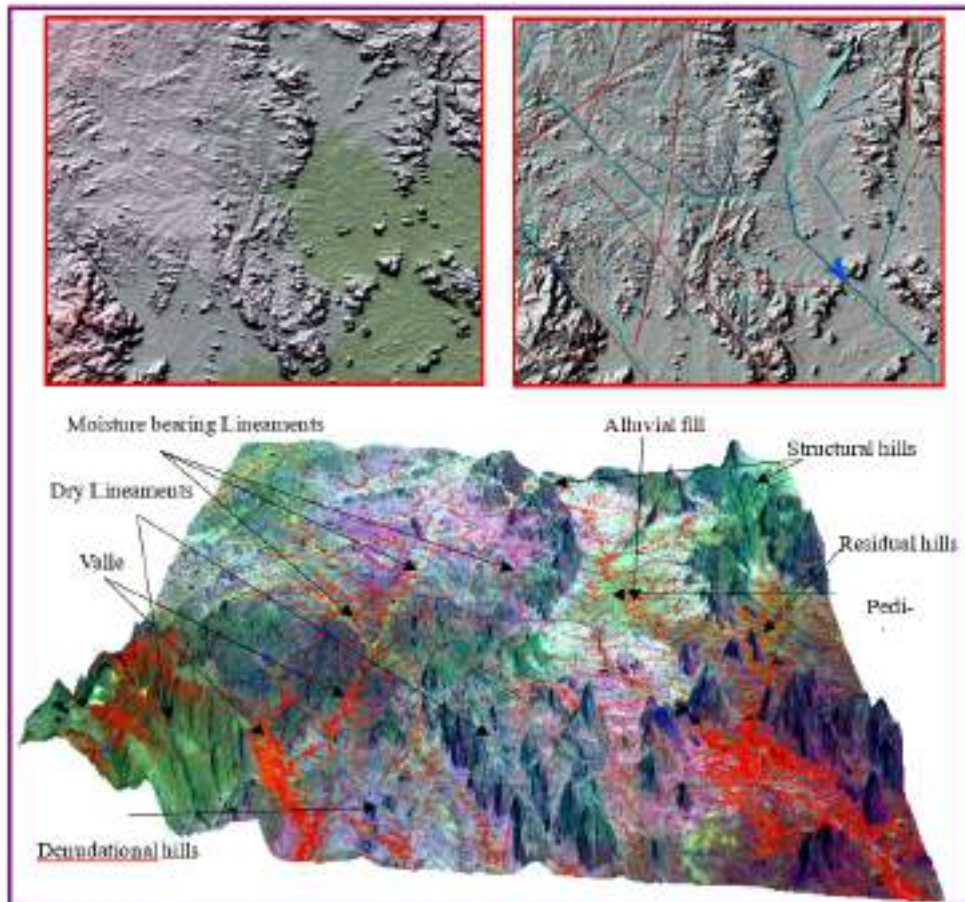 Moisture bearing Lineaments
Alluvial fill
Structural hills
Dry Lineaments
Residual hills
Valle
Pedi-
Denudational hills